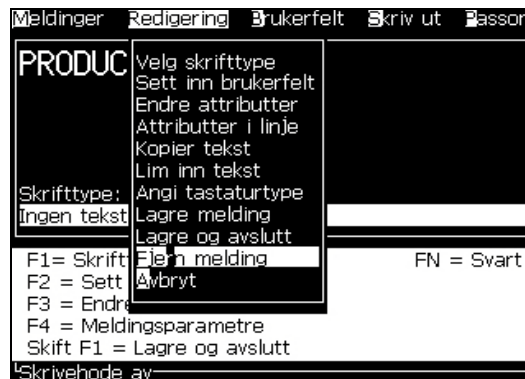 Meldinger Redigering Brukerfelt Skriv ut Passor
PRODUC
Velg skrifttype
Sett inn brukerfelt
Endre attributter
Attributter i linje
Kopier tekst
Lim inn tekst
Skrifttype: Angi tastaturtype
Ingen tekst Lagre melding
Lagre og avslutt
F1= Skrift Fjern melding FN = Svart
F2 = Sett Avbryt
F3 = Endre
F4 = Meldingsparametre
Skift F1 = Lagre og avslutt
Skrivehode av